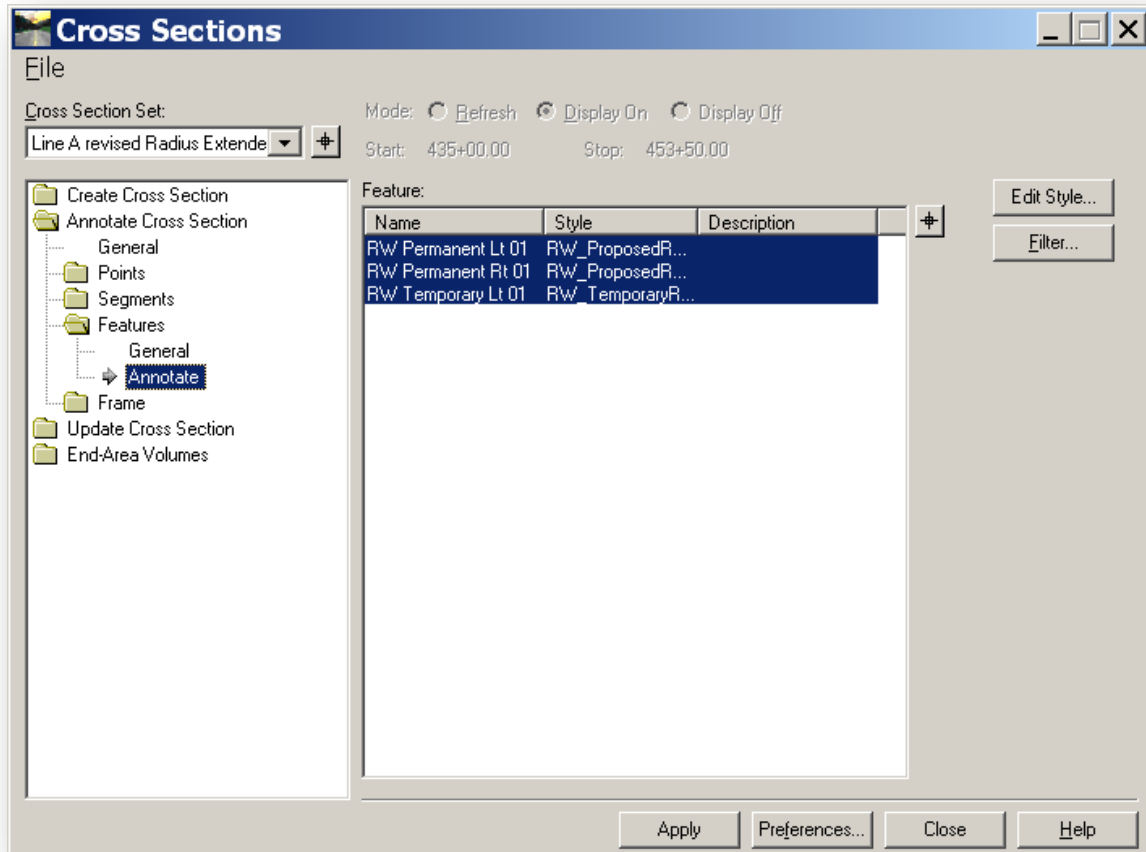 Cross Sections
File
Cross Section Set:
Line A revised Radius Extende
Mode: Refresh Display On Display Off
Start: 435+00.00 Stop: 453+50.00
Create Cross Section
Annotate Cross Section
General
Points
Segments
Features
General
Annotate
Frame
Update Cross Section
End-Area Volumes
Feature:
Name Style Description
RW Permanent Lt 01 RW_ProposedR...
RW Permanent Rt 01 RW_ProposedR...
RW Temporary Lt 01 RW_TemporaryR...
Edit Style...
Filter...
Apply Preferences... Close Help